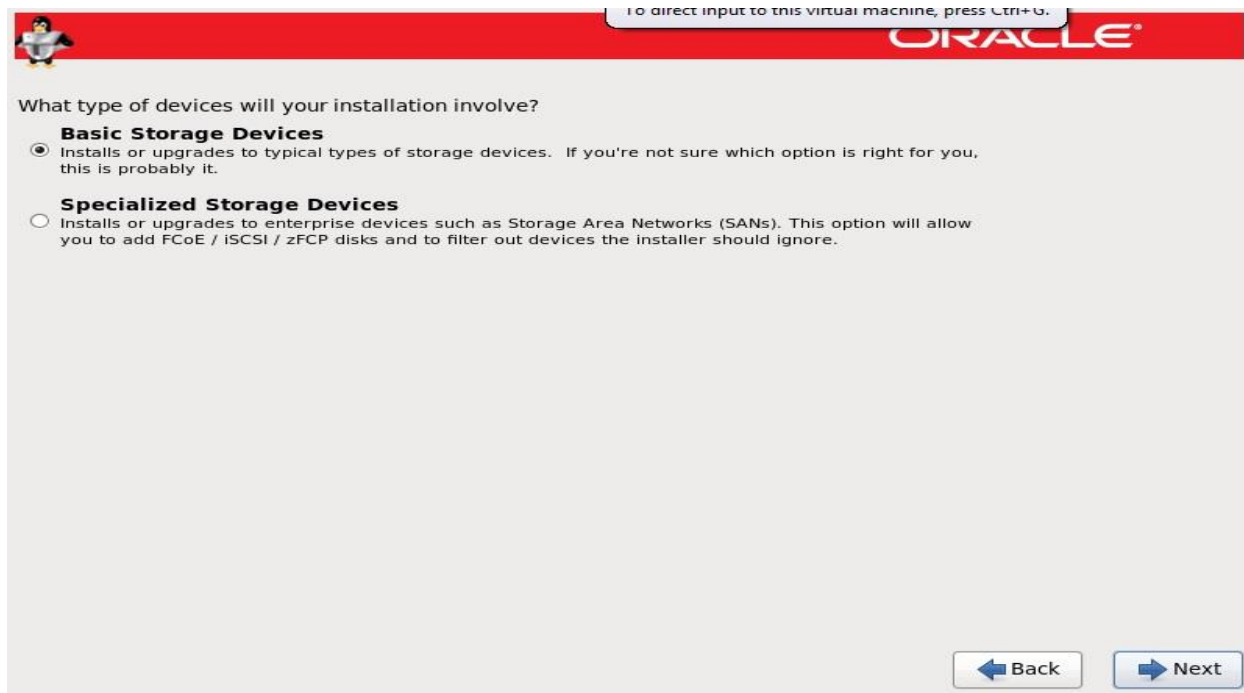 To direct input to this virtual machine, press Ctrl+G.
ORACLE®
What type of devices will your installation involve?
Basic Storage Devices
Installs or upgrades to typical types of storage devices.  If you're not sure which option is right for you,
this is probably it.
Specialized Storage Devices
Installs or upgrades to enterprise devices such as Storage Area Networks (SANs). This option will allow
you to add FCoE / iSCSI / zFCP disks and to filter out devices the installer should ignore.
Back
Next